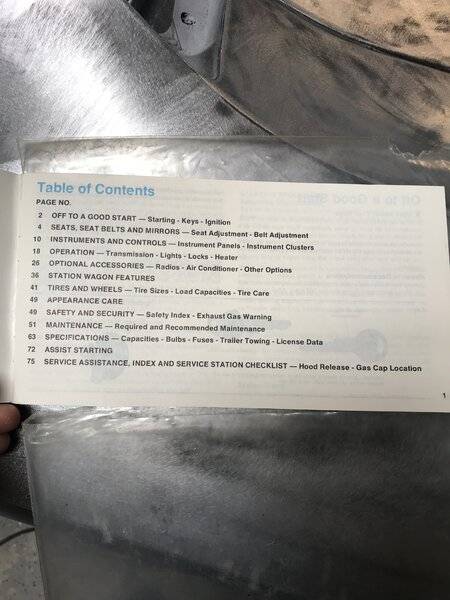 Table of Contents
PAGE NO.
2 OFF TO A GOOD START — Starting - Keys - Ignition
4 SEATS, SEAT BELTS AND MIRRORS — Seat Adjustment - Belt Adjustment
10 INSTRUMENTS AND CONTROLS — Instrument Panels - Instrument Clusters
18 OPERATION — Transmission - Lights - Locks - Heater
26 OPTIONAL ACCESSORIES — Radios - Air Conditioner - Other Options
36 STATION WAGON FEATURES
41 TIRES AND WHEELS — Tire Sizes - Load Capacities - Tire Care
49 APPEARANCE CARE
49 SAFETY AND SECURITY — Safety Index - Exhaust Gas Warning
51 MAINTENANCE — Required and Recommended Maintenance
63 SPECIFICATIONS — Capacities - Bulbs - Fuses - Trailer Towing - License Data
72 ASSIST STARTING
75 SERVICE ASSISTANCE, INDEX AND SERVICE STATION CHECKLIST — Hood Release - Gas Cap Location
1